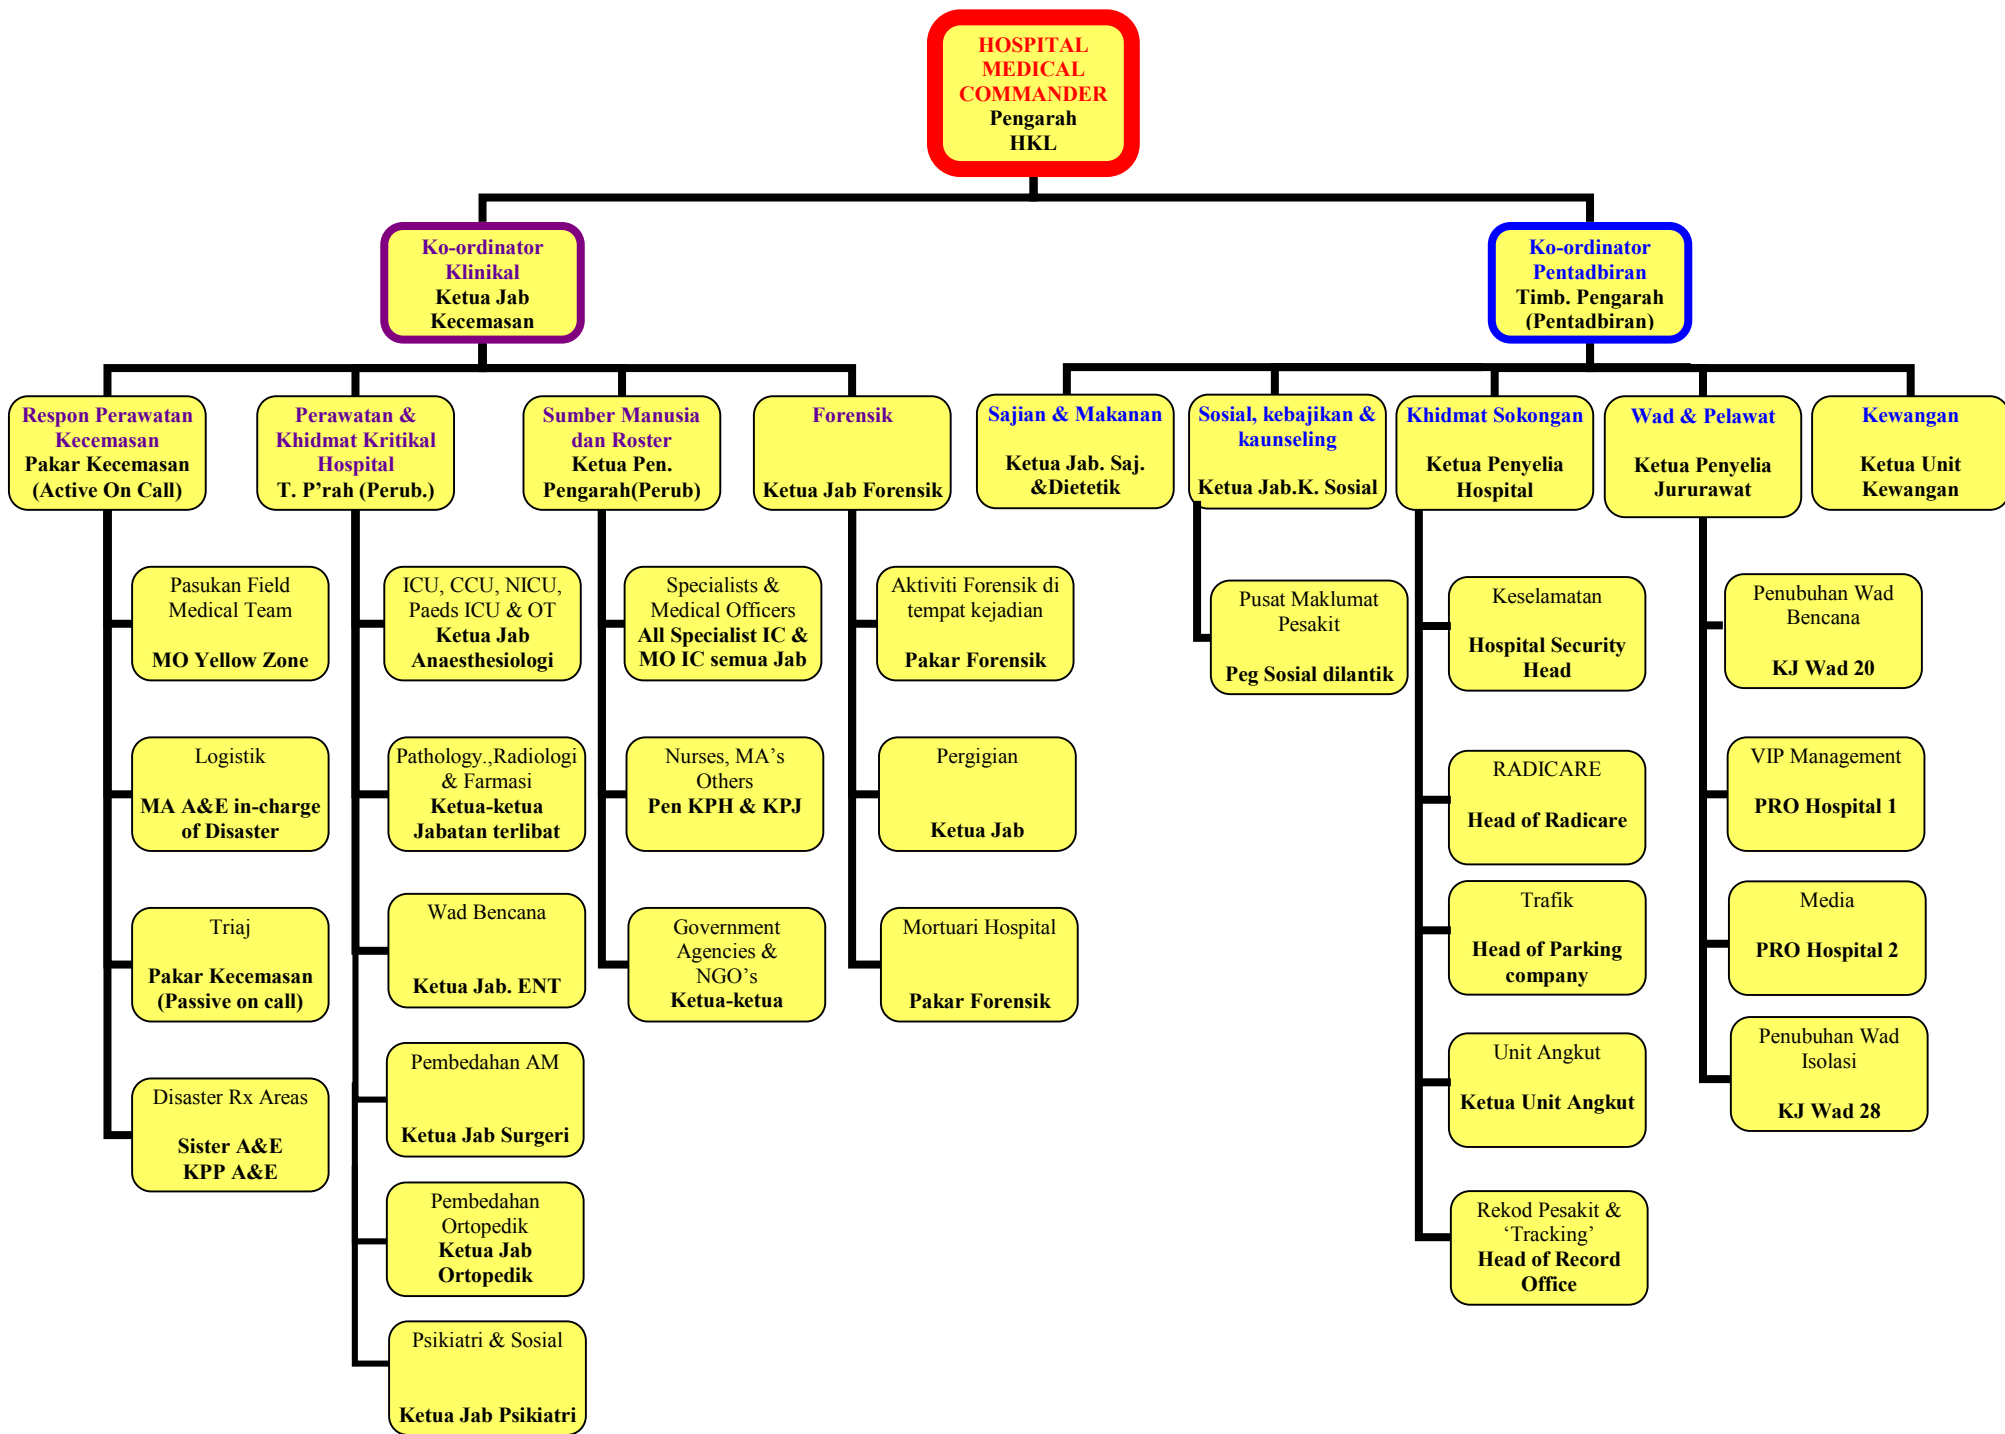 HOSPITAL
MEDICAL
COMMANDER
Pengarah
HKL
Ko-ordinator
Klinikal
Ketua Jab
Kecemasan
Ko-ordinator
Pentadbiran
Timb. Pengarah
(Pentadbiran)
Respon Perawatan
Kecemasan
Pakar Kecemasan
(Active On Call)
Perawatan &
Khidmat Kritikal
Hospital
T. P’rah (Perub.)
Sumber Manusia
dan Roster
Ketua Pen.
Pengarah(Perub)
Forensik
Ketua Jab Forensik
Sajian & Makanan
Ketua Jab. Saj.
&Dietetik
Sosial, kebajikan &
kaunseling
Ketua Jab.K. Sosial
Khidmat Sokongan
Ketua Penyelia
Hospital
Wad & Pelawat
Ketua Penyelia
Jururawat
Kewangan
Ketua Unit
Kewangan
Pasukan Field
Medical Team
MO Yellow Zone
Logistik
MA A&E in-charge
of Disaster
Triaj
Pakar Kecemasan
(Passive on call)
Disaster Rx Areas
Sister A&E
KPP A&E
ICU, CCU, NICU,
Paeds ICU & OT
Ketua Jab
Anaesthesiologi
Pathology.,Radiologi
& Farmasi
Ketua-ketua
Jabatan terlibat
Wad Bencana
Ketua Jab. ENT
Pembedahan AM
Ketua Jab Surgeri
Pembedahan
Ortopedik
Ketua Jab
Ortopedik
Psikiatri & Sosial
Ketua Jab Psikiatri
Specialists &
Medical Officers
All Specialist IC &
MO IC semua Jab
Nurses, MA’s
Others
Pen KPH & KPJ
Government
Agencies &
NGO’s
Ketua-ketua
Aktiviti Forensik di
tempat kejadian
Pakar Forensik
Pergigian
Ketua Jab
Mortuari Hospital
Pakar Forensik
Pusat Maklumat
Pesakit
Peg Sosial dilantik
Keselamatan
Hospital Security
Head
RADICARE
Head of Radicare
Trafik
Head of Parking
company
Unit Angkut
Ketua Unit Angkut
Rekod Pesakit &
‘Tracking’
Head of Record
Office
Penubuhan Wad
Bencana
KJ Wad 20
VIP Management
PRO Hospital 1
Media
PRO Hospital 2
Penubuhan Wad
Isolasi
KJ Wad 28